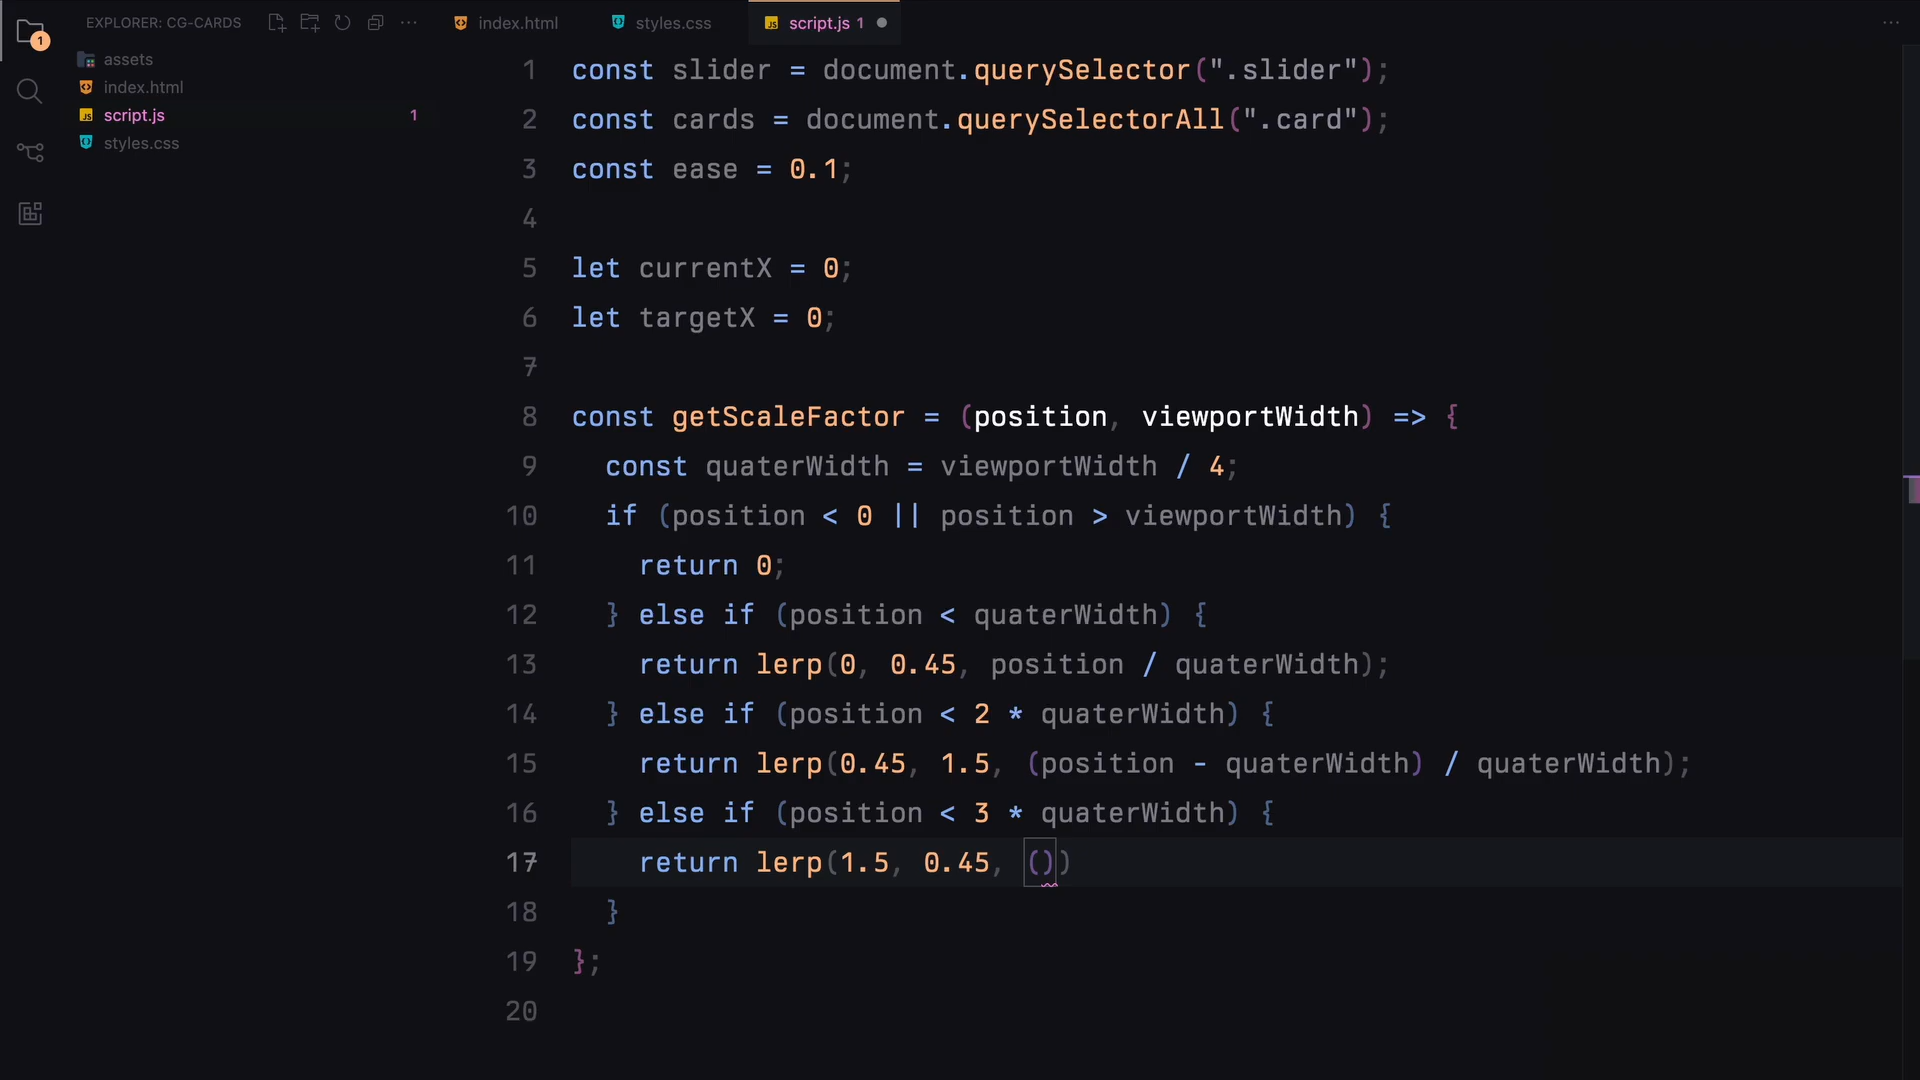 1
EXPLORER: CG-CARDS
assets
index.html
script.js 1
styles.css
index.html
styles.css
script.js 1
1 const slider = document.querySelector(".slider");
2 const cards = document.querySelectorAll(".card");
3 const ease = 0.1;
4
5 let currentX = 0;
6 let targetX = 0;
7
8 const getScaleFactor = (position, viewportWidth) => {
9 const quaterWidth = viewportWidth / 4;
10 if (position < 0 || position > viewportWidth) {
11 return 0;
12 } else if (position < quaterWidth) {
13 return lerp(0, 0.45, position / quaterWidth);
14 } else if (position < 2 * quaterWidth) {
15 return lerp(0.45, 1.5, (position - quaterWidth) / quaterWidth);
16 } else if (position < 3 * quaterWidth) {
17 return lerp(1.5, 0.45, ())
18 }
19 };
20